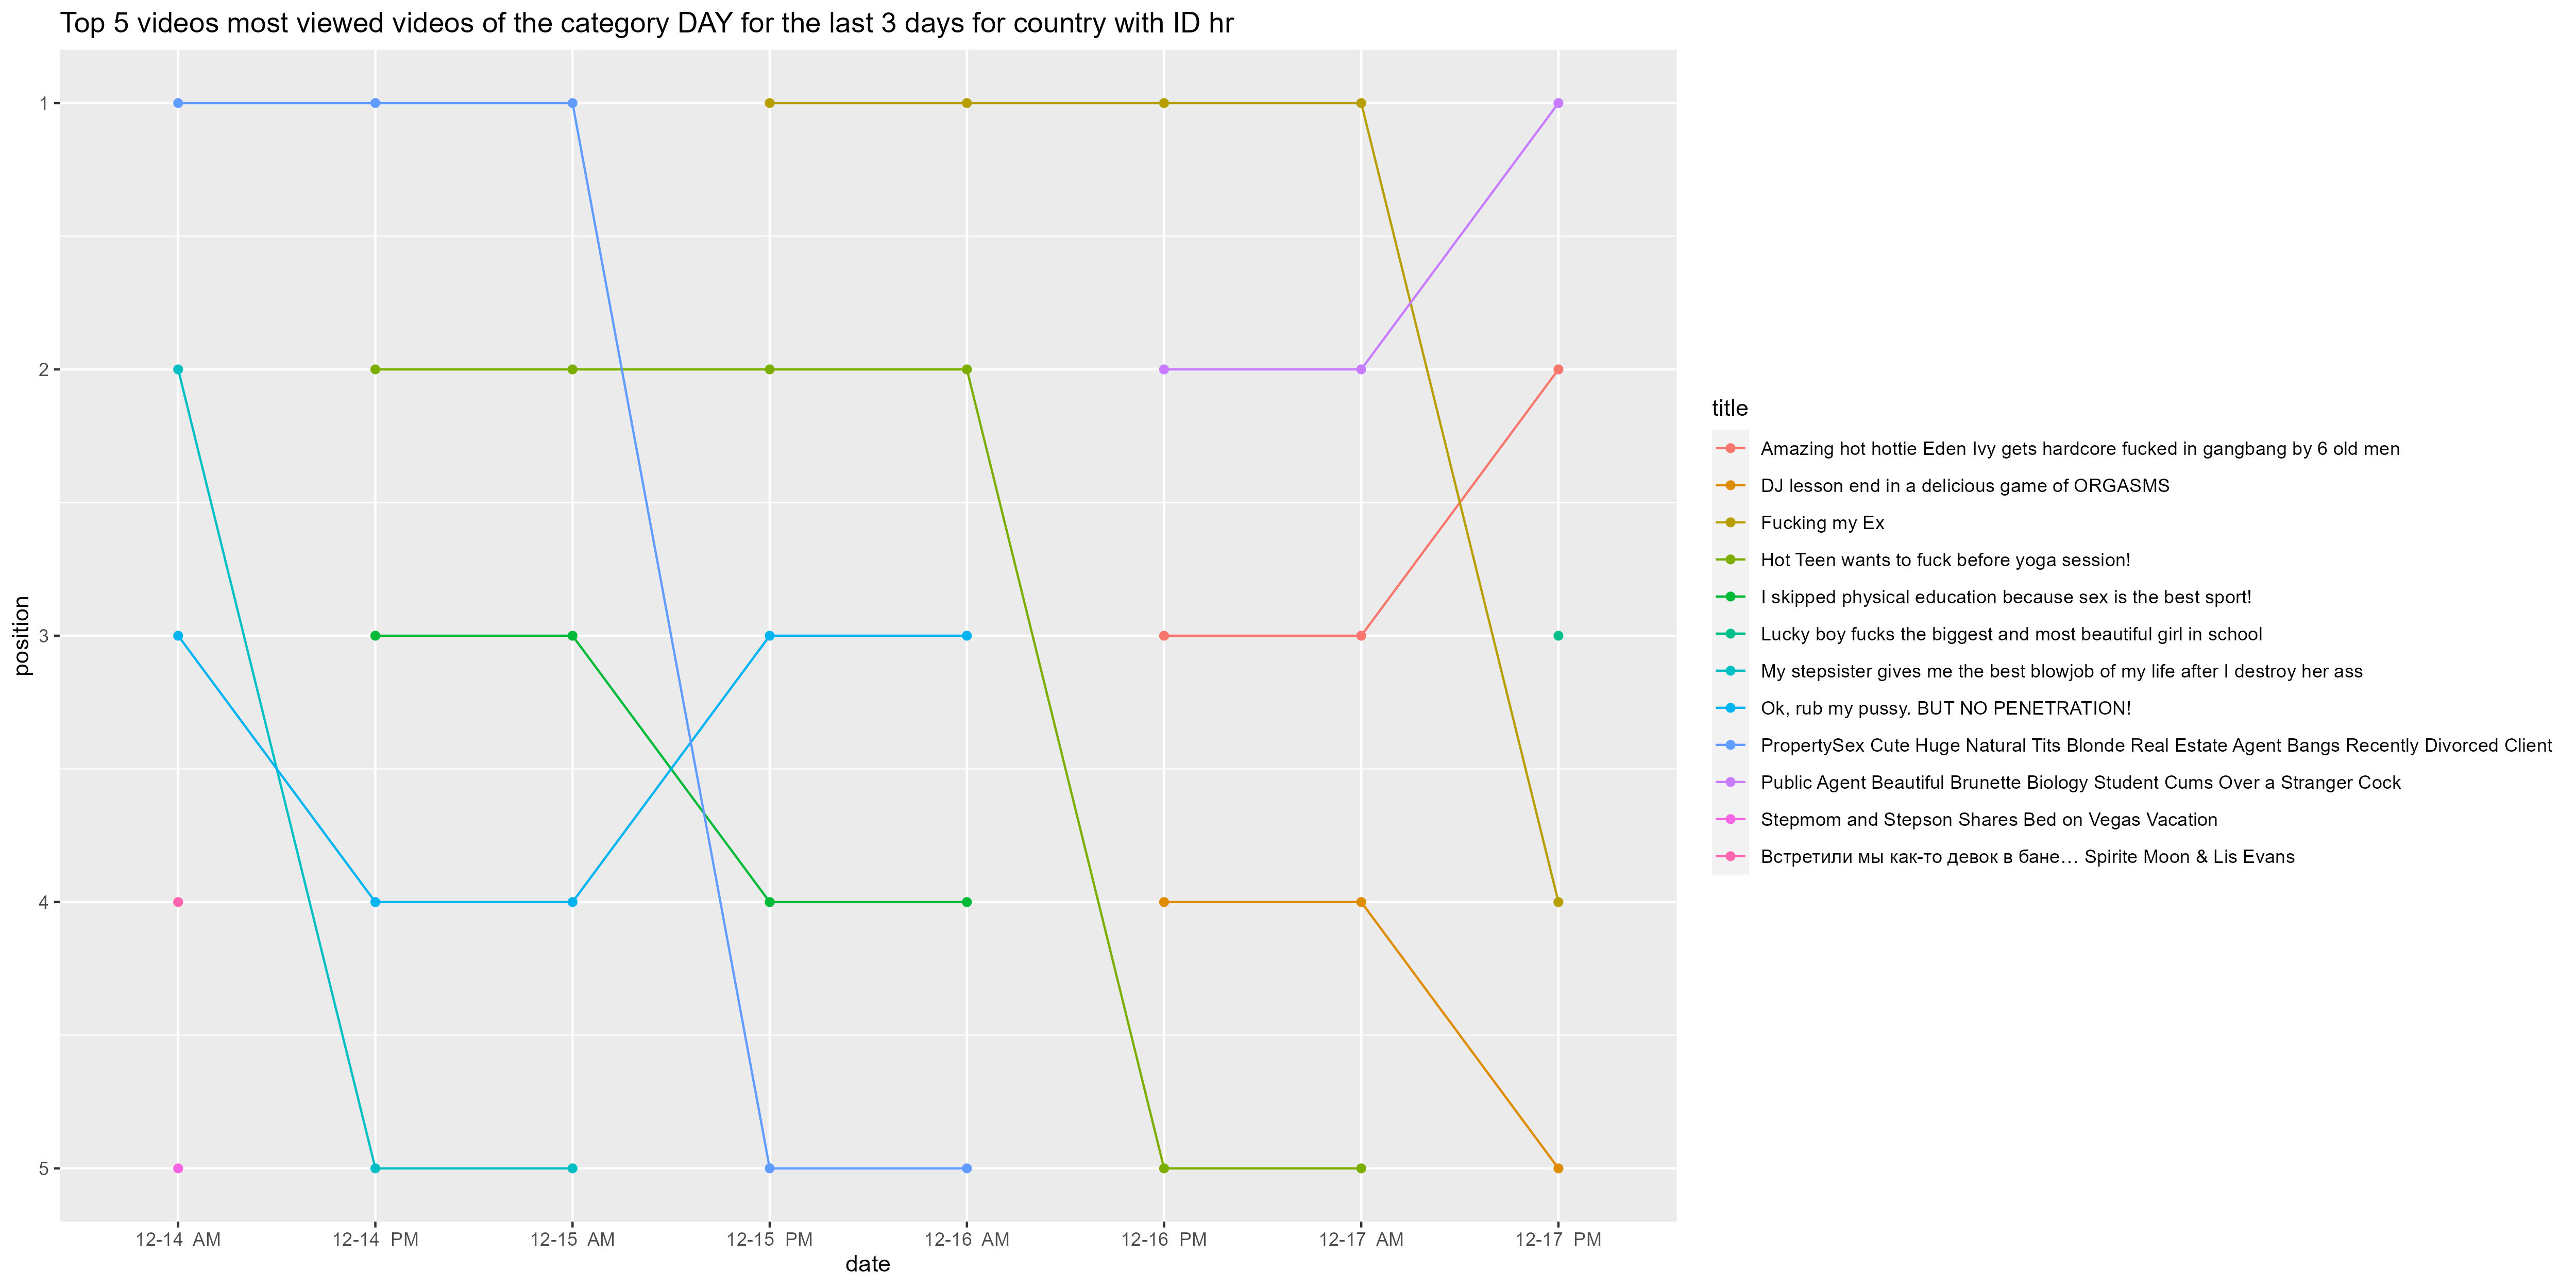 Top 5 videos most viewed videos of the category DAY for the last 3 days for country with ID hr
1
2
3
4
5
position
12-14 AM
12-14 PM
12-15 AM
12-15 PM
12-16 AM
12-16 PM
12-17 AM
12-17 PM
date
title
Amazing hot hottie Eden Ivy gets hardcore fucked in gangbang by 6 old men
DJ lesson end in a delicious game of ORGASMS
Fucking my Ex
Hot Teen wants to fuck before yoga session!
I skipped physical education because sex is the best sport!
Lucky boy fucks the biggest and most beautiful girl in school
My stepsister gives me the best blowjob of my life after I destroy her ass
Ok, rub my pussy. BUT NO PENETRATION!
PropertySex Cute Huge Natural Tits Blonde Real Estate Agent Bangs Recently Divorced Client
Public Agent Beautiful Brunette Biology Student Cums Over a Stranger Cock
Stepmom and Stepson Shares Bed on Vegas Vacation
Встретили мы как-то девок в бане… Spirite Moon & Lis Evans